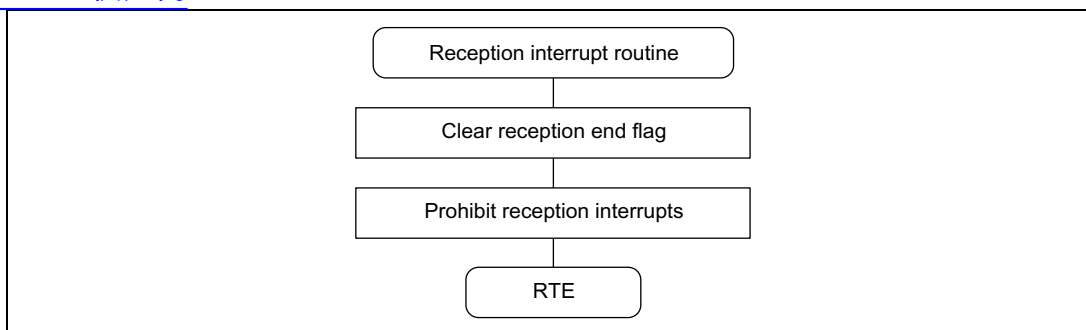 Reception interrupt routine
Clear reception end flag
Prohibit reception interrupts
RTE